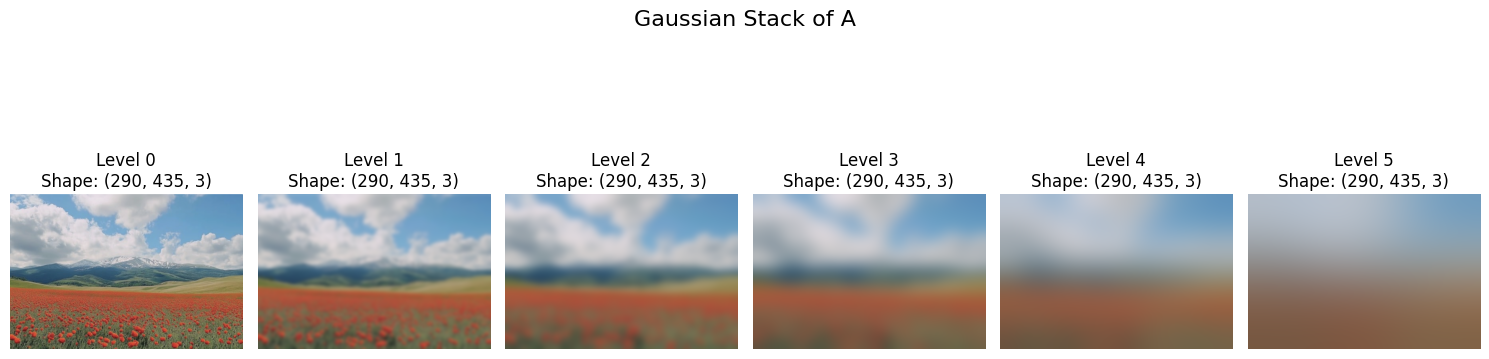 Gaussian Stack of A
Level 0
Shape: (290, 435, 3)
Level 1
Shape: (290, 435, 3)
Level 2
Shape: (290, 435, 3)
Level 3
Shape: (290, 435, 3)
Level 4
Shape: (290, 435, 3)
Level 5
Shape: (290, 435, 3)